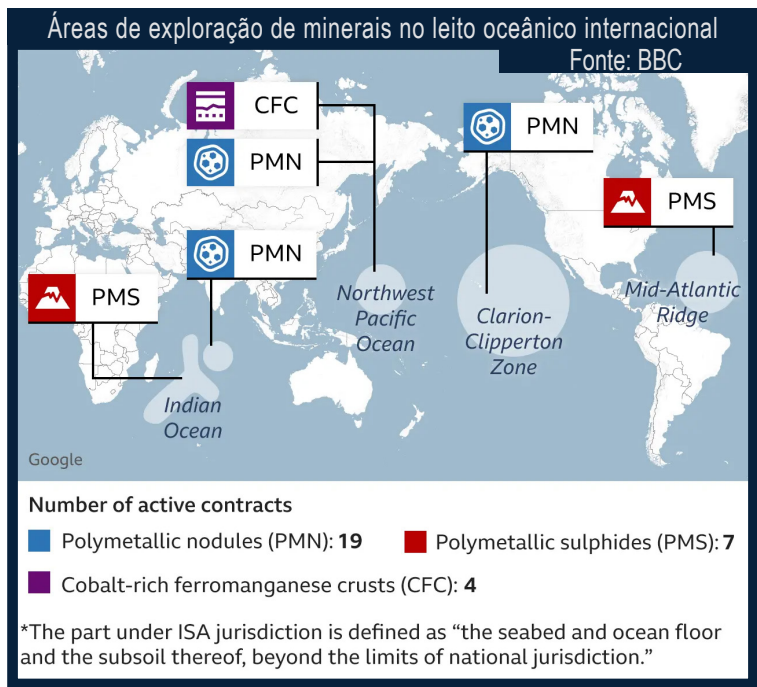 Áreas de exploração de minerais no leito oceânico internacional
Fonte: BBC
CFC
PMN
PMN
PMS
PMN
PMS
Northwest
Pacific
Ocean
Clarion-
Clipperton
Zone
Mid-Atlantic
Ridge
Indian
Ocean
Google
Number of active contracts
Polymetallic nodules (PMN): 19
Polymetallic sulphides (PMS): 7
Cobalt-rich ferromanganese crusts (CFC): 4
*The part under ISA jurisdiction is defined as “the seabed and ocean floor
and the subsoil thereof, beyond the limits of national jurisdiction.”